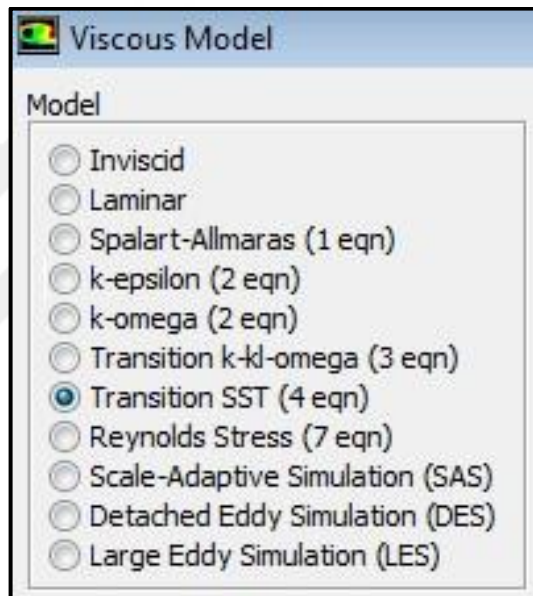 Viscous Model
Model
Inviscid
Laminar
Spalart-Allmaras (1 eqn)
k-epsilon (2 eqn)
k-omega (2 eqn)
Transition k-kl-omega (3 eqn)
Transition SST (4 eqn)
Reynolds Stress (7 eqn)
Scale-Adaptive Simulation (SAS)
Detached Eddy Simulation (DES)
Large Eddy Simulation (LES)